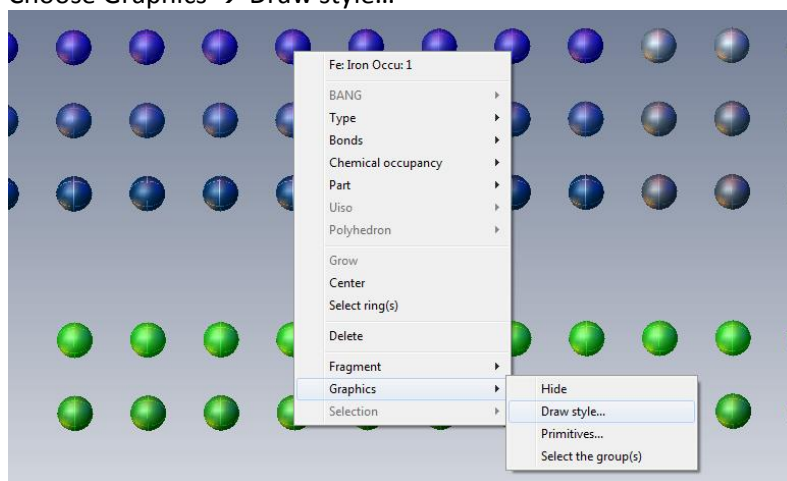 Choose Graphics → Draw style...
Fe: Iron Occu: 1
BANG
Type
Bonds
Chemical occupancy
Part
Uiso
Polyhedron
Grow
Center
Select ring(s)
Delete
Fragment
Graphics
Selection
Hide
Draw style...
Primitives...
Select the group(s)